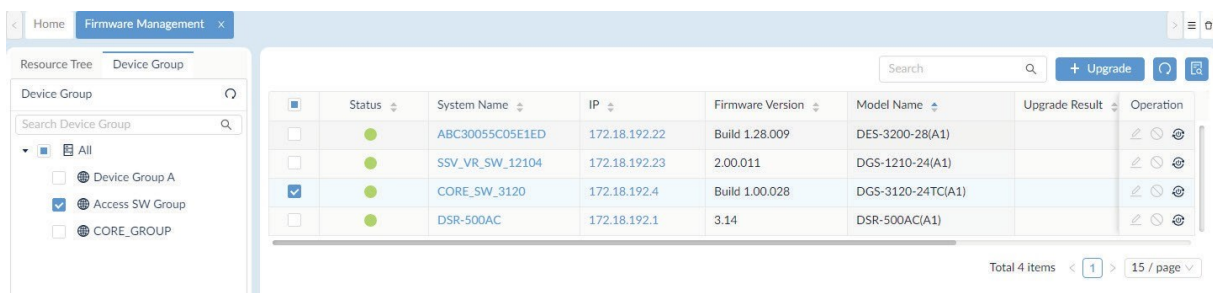 Home Firmware Management x
Resource Tree Device Group
Search + Upgrade
Device Group
Search Device Group
All
Device Group A
Access SW Group
CORE_GROUP
Status System Name IP Firmware Version Model Name Upgrade Result Operation
ABC30055C05E1ED 172.18.192.22 Build 1.28.009 DES-3200-28(A1)
SSV_VR_SW_12104 172.18.192.23 2.00.011 DGS-1210-24(A1)
CORE_SW_3120 172.18.192.4 Build 1.00.028 DGS-3120-24TC(A1)
DSR-500AC 172.18.192.1 3.14 DSR-500AC(A1)
Total 4 items < 1 > 15 / page